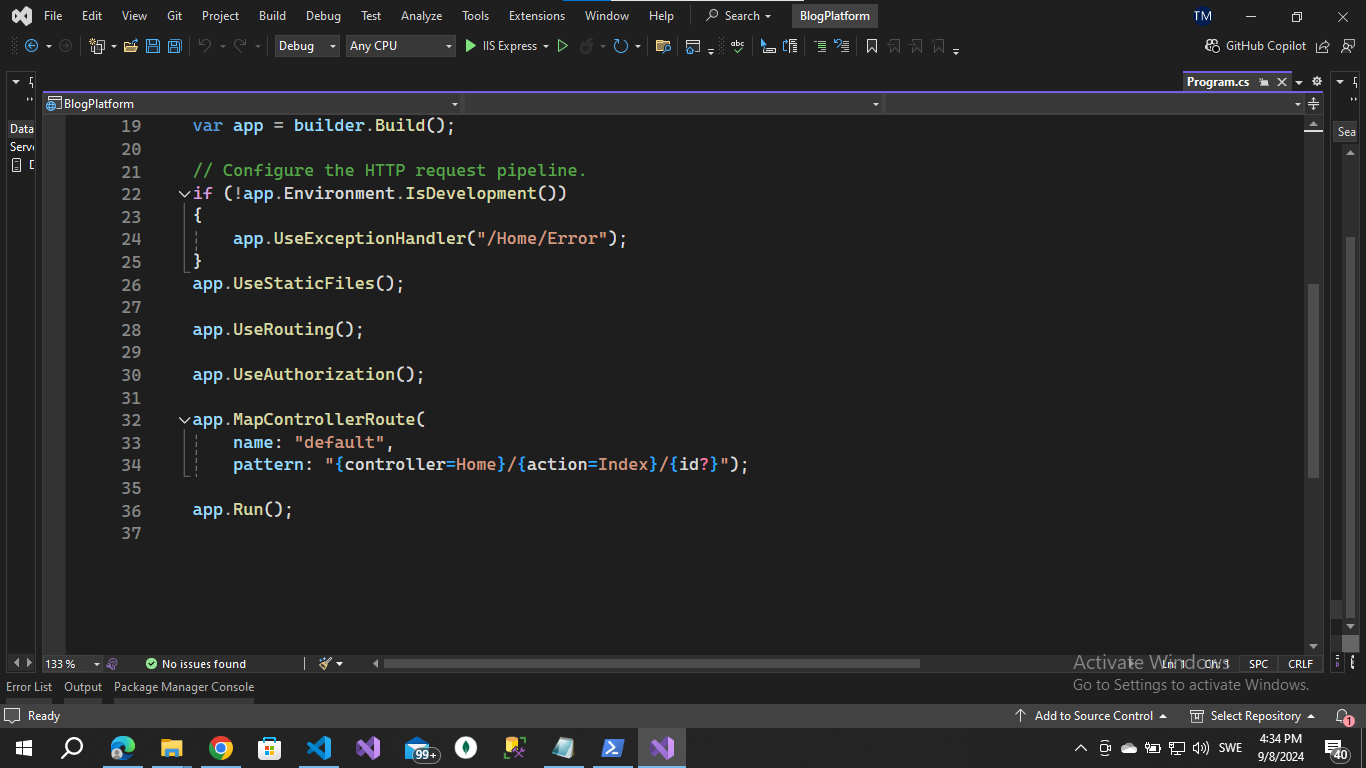 File Edit View Git Project Build Debug Test Analyze Tools Extensions Window Help Search BlogPlatform TM
Debug Any CPU IIS Express GitHub Copilot
Program.cs
BlogPlatform
Data
Serv
Sea
19 var app = builder.Build();
20
21 // Configure the HTTP request pipeline.
22 if (!app.Environment.IsDevelopment())
23 {
24 app.UseExceptionHandler("/Home/Error");
25 }
26 app.UseStaticFiles();
27
28 app.UseRouting();
29
30 app.UseAuthorization();
31
32 app.MapControllerRoute(
33 name: "default",
34 pattern: "{controller=Home}/{action=Index}/{id?}");
35
36 app.Run();
37
133 % No issues found Ln: 1 Ch: 1 SPC CRLF
Activate Windows
Go to Settings to activate Windows.
Error List Output Package Manager Console
Ready Add to Source Control Select Repository 1
99+ SWE 4:34 PM
9/8/2024 40